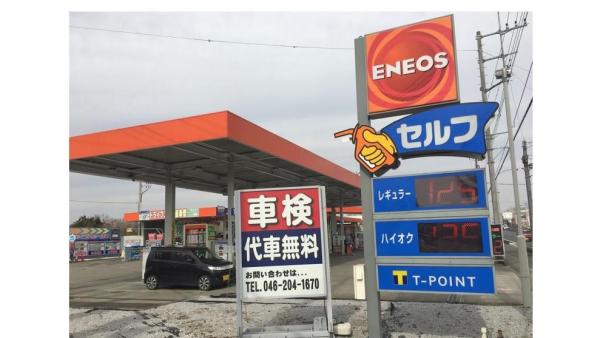 ENEOS
セルフ
レギュラー 125
ハイオク
T T-POINT
車検
代車無料
お問い合わせは...
TEL.046-204-1670